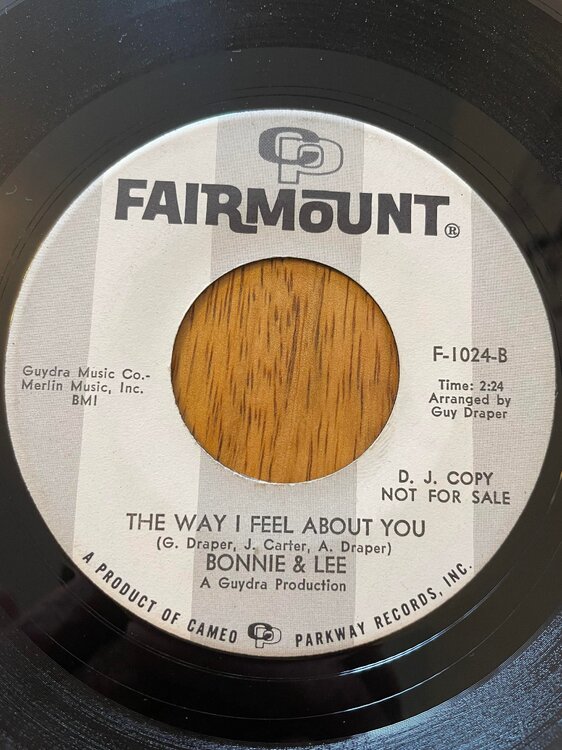 CP
FAIRMOUNT®
F-1024-B
Guydra Music Co.-
Merlin Music, Inc.
BMI
Time: 2:24
Arranged by
Guy Draper
D. J. COPY
NOT FOR SALE
THE WAY I FEEL ABOUT YOU
(G. Draper, J. Carter, A. Draper)
BONNIE & LEE
A Guydra Production
A PRODUCT OF CAMEO CP PARKWAY RECORDS, INC.